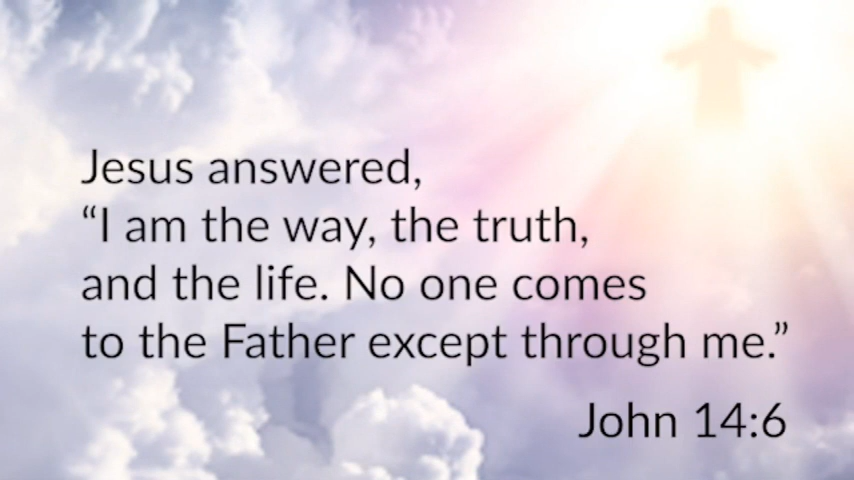 Jesus answered,
“I am the way, the truth,
and the life. No one comes
to the Father except through me.”
John 14:6